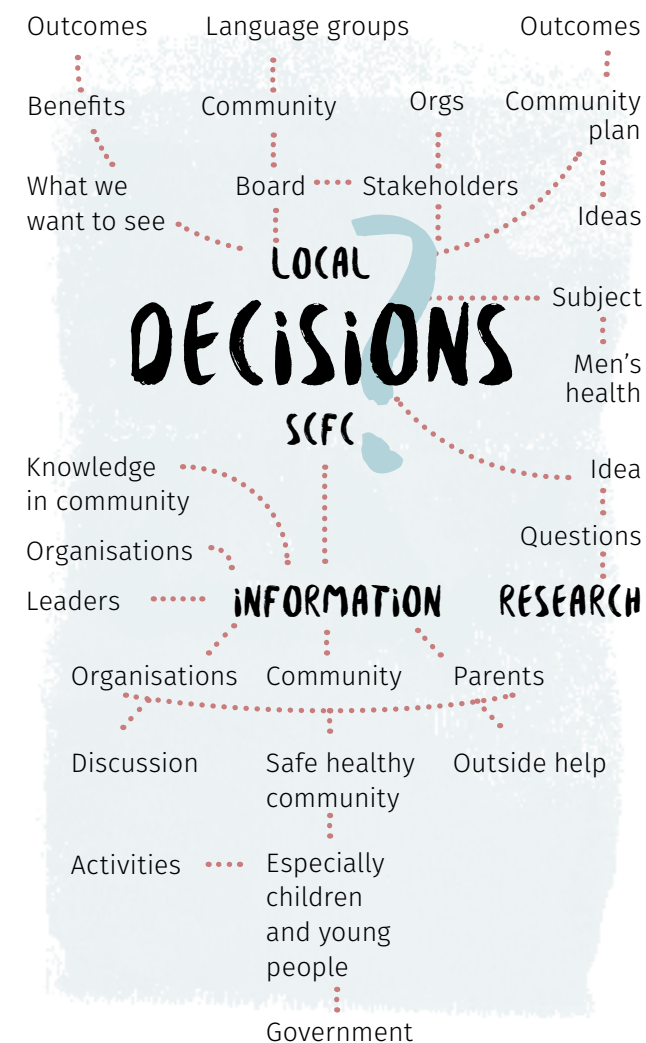 Outcomes
Language groups
Outcomes
Benefits
Community
Orgs
Community
plan
What we
want to see
Board
Stakeholders
Ideas
LOCAL
DECiSiONS
SCFC
Subject
Men's
health
Knowledge
in community
Idea
Organisations
Questions
Leaders
iNFORMATiON
RESEARCH
Organisations
Community
Parents
Discussion
Safe healthy
community
Outside help
Activities
Especially
children
and young
people
Government